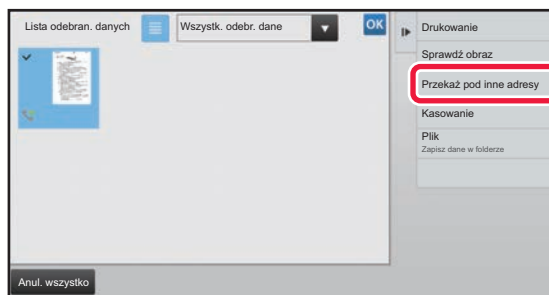 Lista odebran. danych
Wszystk. odebr. dane
OK
Drukowanie
Sprawdź obraz
Przekaż pod inne adresy
Kasowanie
Plik
Zapisz dane w folderze
Anul. wszystko